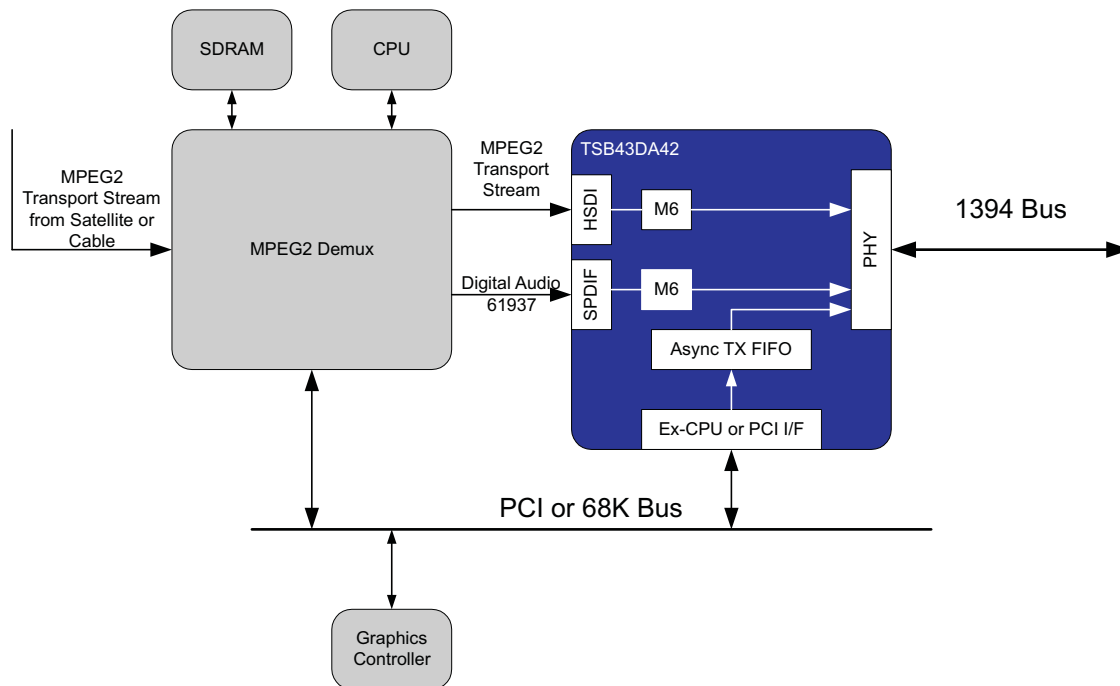 SDRAM
CPU
MPEG2
Transport Stream
from Satellite or
Cable
MPEG2 Demux
MPEG2
Transport
Stream
Digital Audio
61937
TSB43DA42
HSDI
M6
SPDIF
M6
PHY
Async TX FIFO
Ex-CPU or PCI I/F
1394 Bus
PCI or 68K Bus
Graphics
Controller